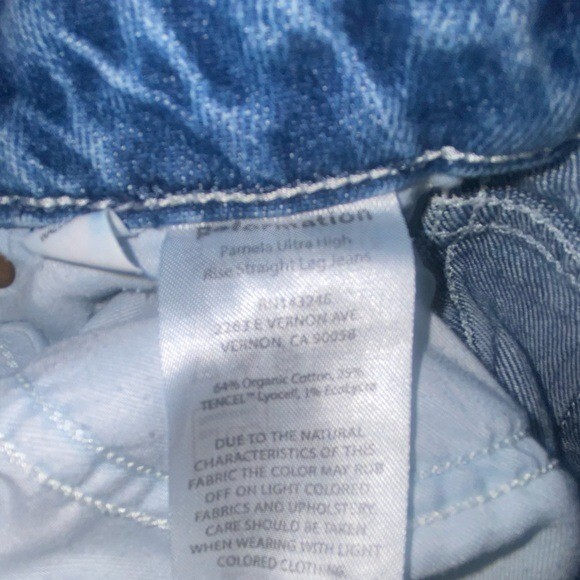 Reformation
Pamela Ultra High
Rise Straight Leg Jeans
RN143246
2263 E VERNON AVE
VERNON, CA 90058
64% Organic Cotton, 35%
TENCEL™ Lyocell, 1% EcoLycra
DUE TO THE NATURAL
CHARACTERISTICS OF THIS
FABRIC THE COLOR MAY RUB
OFF ON LIGHT COLORED
FABRICS AND UPHOLSTERY.
CARE SHOULD BE TAKEN
WHEN WEARING WITH LIGHT
COLORED CLOTHING